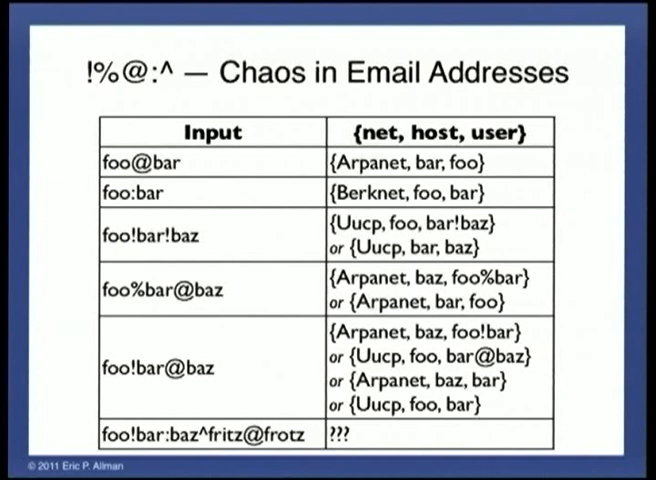 !%@:^ — Chaos in Email Addresses
Input {net, host, user}
foo@bar {Arpanet, bar, foo}
foo:bar {Berknet, foo, bar}
foo!bar!baz {Uucp, foo, bar!baz}
or {Uucp, bar, baz}
foo%bar@baz {Arpanet, baz, foo%bar}
or {Arpanet, bar, foo}
foo!bar@baz {Arpanet, baz, foo!bar}
or {Uucp, foo, bar@baz}
or {Arpanet, baz, bar}
or {Uucp, foo, bar}
foo!bar:baz^fritz@frotz ???
© 2011 Eric P. Allman